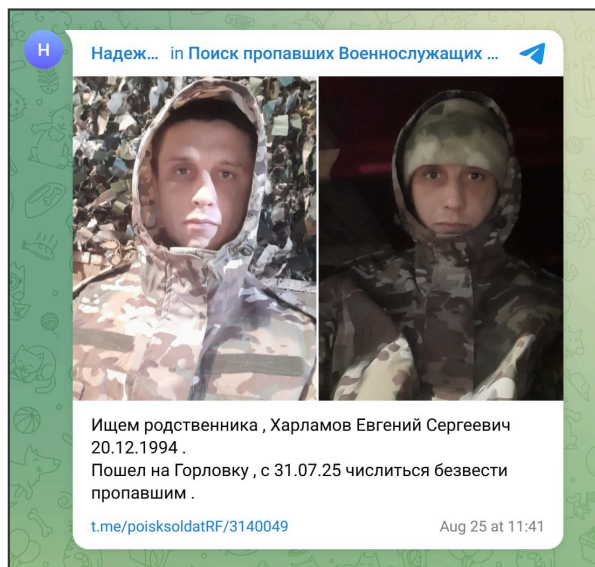 Н
Надеж... in Поиск пропавших Военнослужащих ...
Ищем родственника , Харламов Евгений Сергеевич
20.12.1994 .
Пошел на Горловку , с 31.07.25 числиться безвести
пропавшим .
t.me/poisksoldatRF/3140049 Aug 25 at 11:41